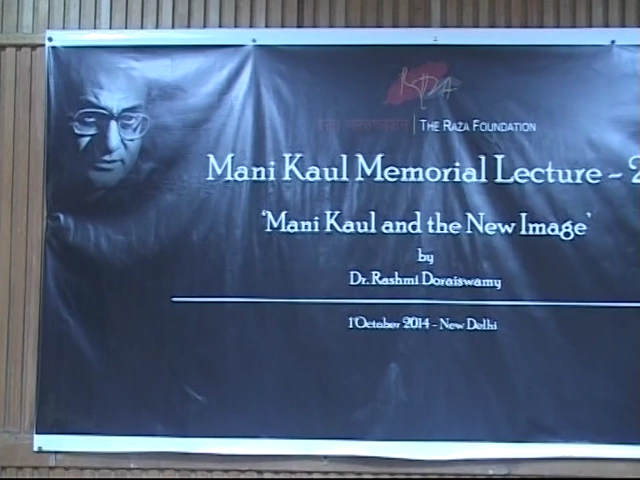 RAZA
THE RAZA FOUNDATION
Mani Kaul Memorial Lecture - 2
'Mani Kaul and the New Image'
by
Dr. Rashmi Doraiswamy
1 October 2014 - New Delhi